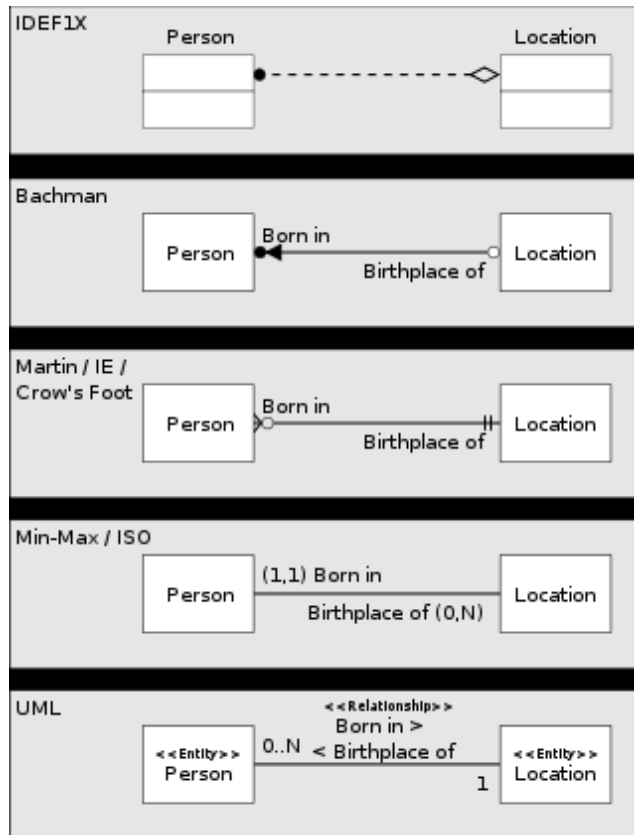 IDEF1X
Person Location
Bachman
Person Born in Birthplace of Location
Martin / IE /
Crow's Foot
Person Born in Birthplace of Location
Min-Max / ISO
Person (1,1) Born in Birthplace of (0,N) Location
UML
<<Relationship>>
Born in >
<<Entity>> 0..N < Birthplace of <<Entity>>
Person 1 Location